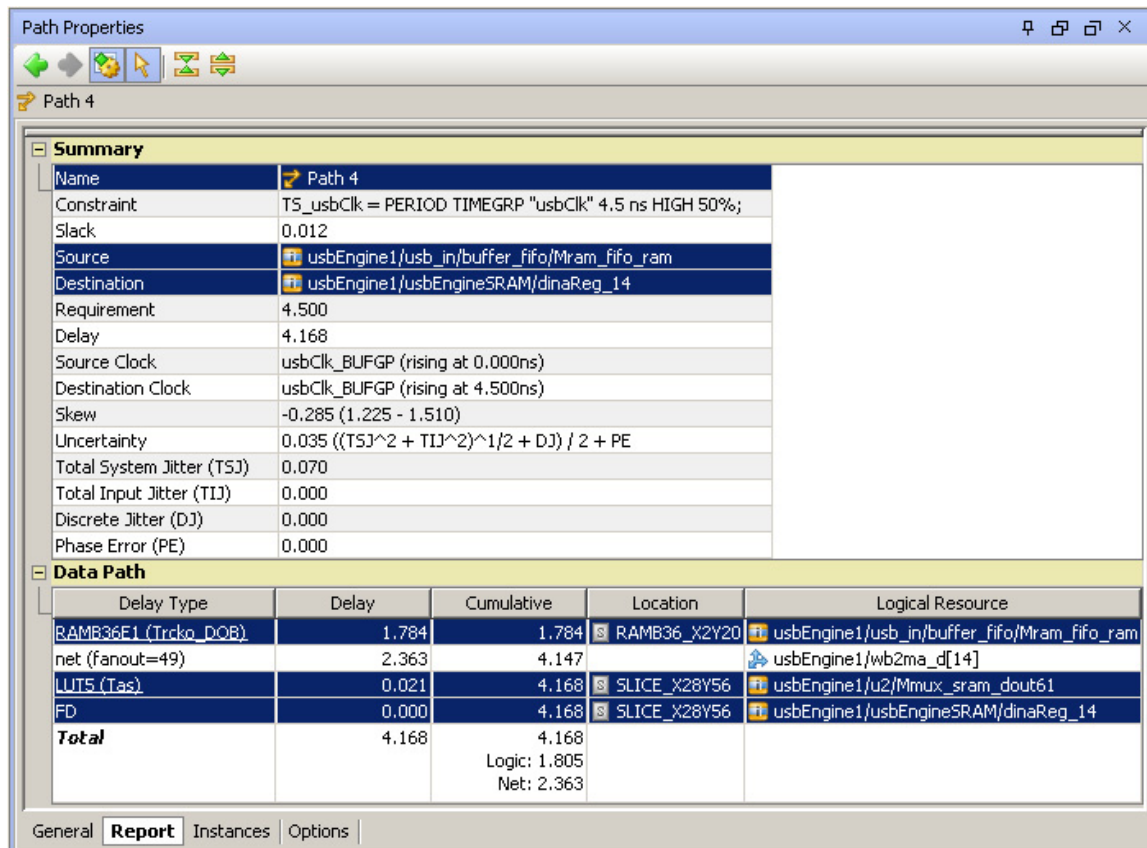 Path Properties
Path 4
Summary
Name Path 4
Constraint TS_usbClk = PERIOD TIMEGRP "usbClk" 4.5 ns HIGH 50%;
Slack 0.012
Source usbEngine1/usb_in/buffer_fifo/Mram_fifo_ram
Destination usbEngine1/usbEngineSRAM/dinaReg_14
Requirement 4.500
Delay 4.168
Source Clock usbClk_BUFGP (rising at 0.000ns)
Destination Clock usbClk_BUFGP (rising at 4.500ns)
Skew -0.285 (1.225 - 1.510)
Uncertainty 0.035 ((TSJ^2 + TIJ^2)^1/2 + DJ) / 2 + PE
Total System Jitter (TSJ) 0.070
Total Input Jitter (TIJ) 0.000
Discrete Jitter (DJ) 0.000
Phase Error (PE) 0.000
Data Path
Delay Type Delay Cumulative Location Logical Resource
RAMB36E1 (Trcko_DOB) 1.784 1.784 S RAMB36_X2Y20 usbEngine1/usb_in/buffer_fifo/Mram_fifo_ram
net (fanout=49) 2.363 4.147 usbEngine1/wb2ma_d[14]
LUT5 (Tas) 0.021 4.168 S SLICE_X28Y56 usbEngine1/u2/Mmux_sram_dout61
FD 0.000 4.168 S SLICE_X28Y56 usbEngine1/usbEngineSRAM/dinaReg_14
Total 4.168 4.168
Logic: 1.805
Net: 2.363
General Report Instances Options